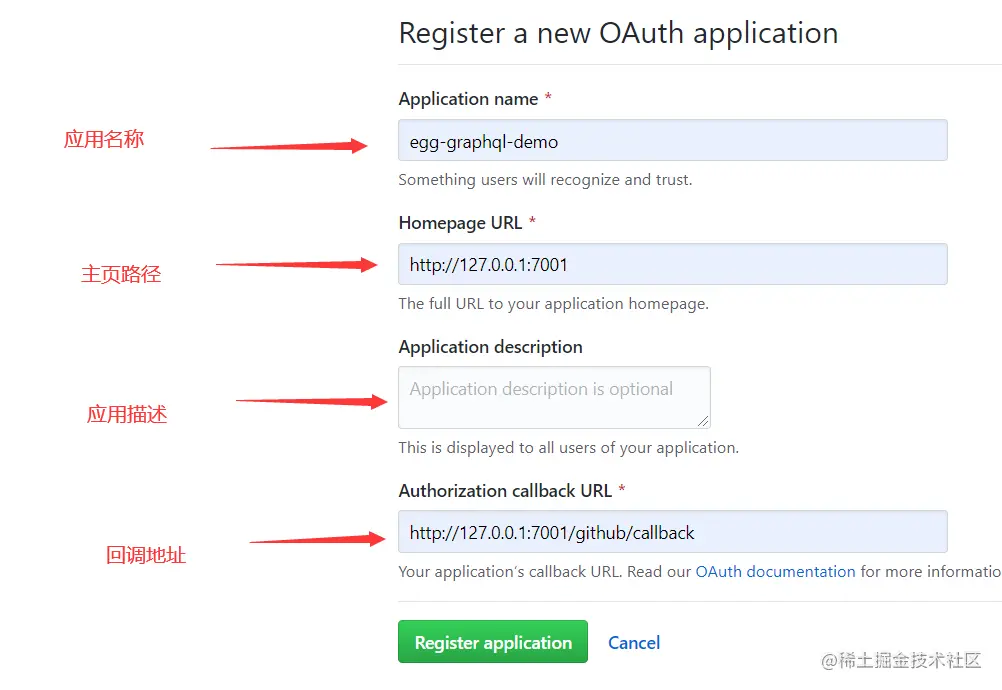 Register a new OAuth application
Application name *
应用名称
egg-graphql-demo
Something users will recognize and trust.
Homepage URL *
主页路径
http://127.0.0.1:7001
The full URL to your application homepage.
Application description
应用描述
Application description is optional
This is displayed to all users of your application.
Authorization callback URL *
回调地址
http://127.0.0.1:7001/github/callback
Your application’s callback URL. Read our OAuth documentation for more informatio
Register application
Cancel
@稀土掘金技术社区